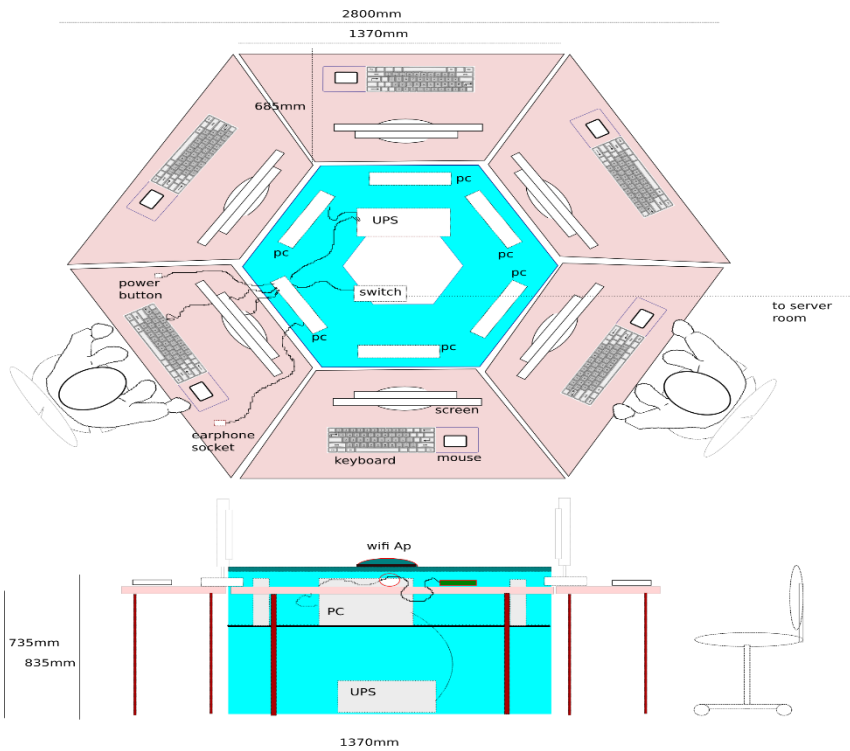 2800mm
1370mm
685mm
pc
UPS
pc
pc
pc
power
button
switch
to server
room
pc
pc
screen
earphone
socket
keyboard
mouse
wifi Ap
PC
735mm
835mm
UPS
1370mm